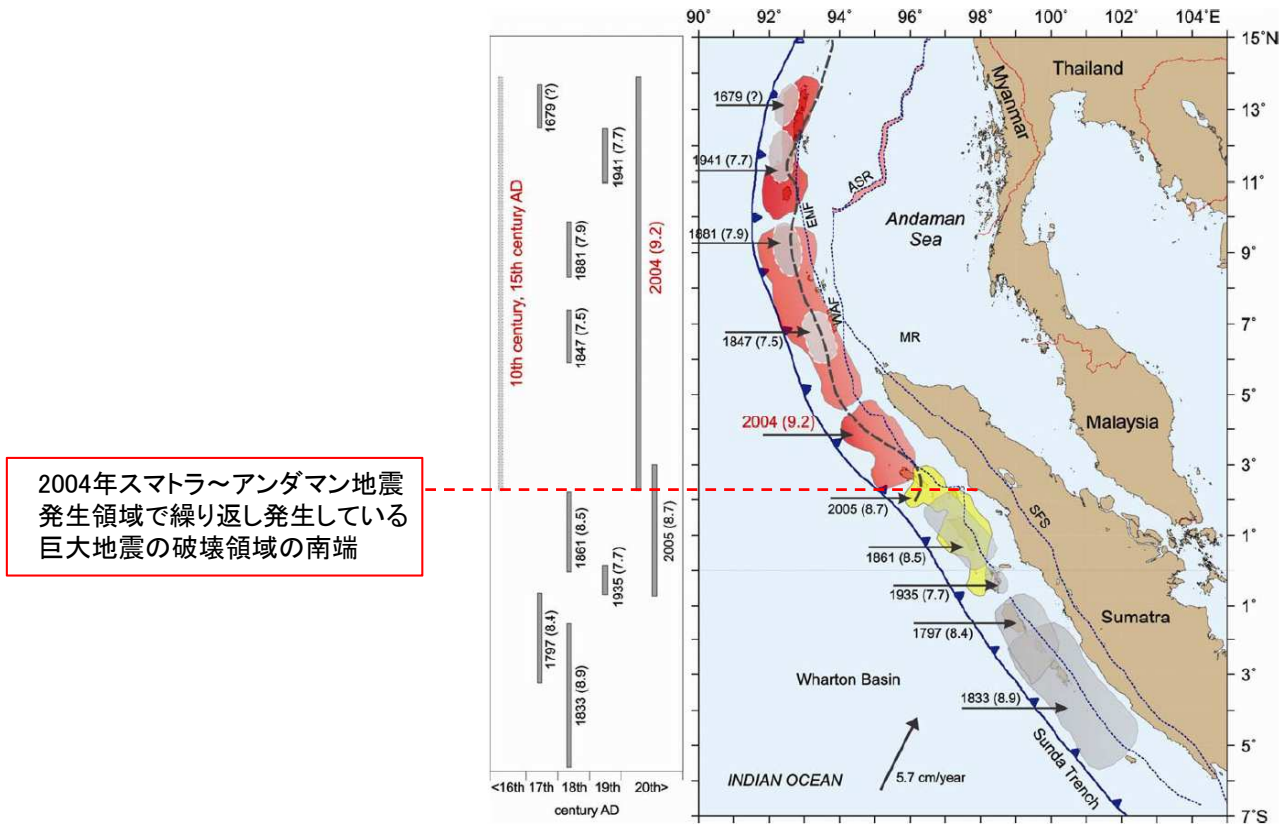 90° 92° 94° 96° 98° 100° 102° 104°E
15°N
13°
11°
9°
7°
5°
3°
1°
1°
3°
5°
7°S
10th century, 15th century AD
1679 (?)
1941 (7.7)
1881 (7.9)
1847 (7.5)
2004 (9.2)
2005 (8.7)
1861 (8.5)
1935 (7.7)
1797 (8.4)
1833 (8.9)
<16th 17th 18th 19th 20th>
century AD
2004年スマトラ～アンダマン地震
発生領域で繰り返し発生している
巨大地震の破壊領域の南端
1679 (?)
1941 (7.7)
1881 (7.9)
1847 (7.5)
2004 (9.2)
2005 (8.7)
1861 (8.5)
1935 (7.7)
1797 (8.4)
1833 (8.9)
Thailand
Myanmar
ASR
EMF
Andaman
Sea
WAF
MR
Malaysia
SFS
Sumatra
Wharton Basin
Sunda Trench
INDIAN OCEAN
5.7 cm/year